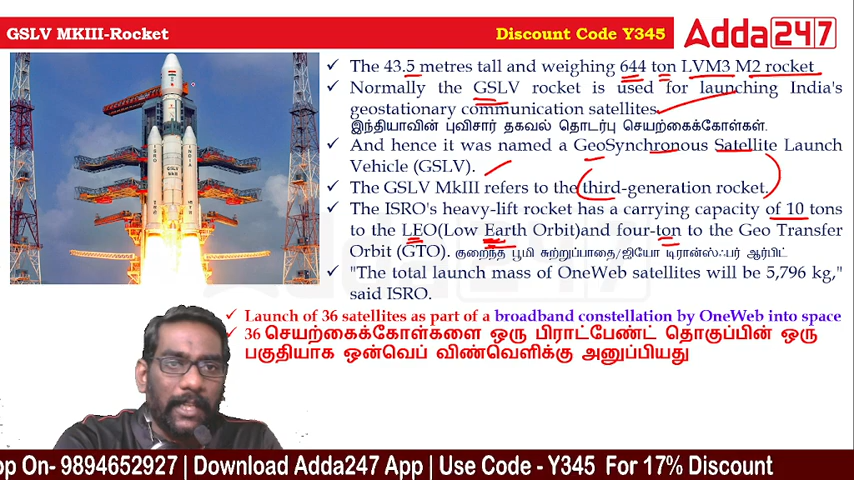 GSLV MKIII-Rocket
Discount Code Y345
Adda247
✓ The 43.5 metres tall and weighing 644 ton LVM3 M2 rocket
✓ Normally the GSLV rocket is used for launching India's
geostationary communication satellites.
இந்தியாவின் புவிசார் தகவல் தொடர்பு செயற்கைக்கோள்கள்.
✓ And hence it was named a GeoSynchronous Satellite Launch
Vehicle (GSLV).
✓ The GSLV MkIII refers to the third-generation rocket.
✓ The ISRO's heavy-lift rocket has a carrying capacity of 10 tons
to the LEO(Low Earth Orbit)and four-ton to the Geo Transfer
Orbit (GTO). குறைந்த பூமி சுற்றுப்பாதை/ஜியோ டிரான்ஸ்ஃபர் ஆர்பிட்
✓ "The total launch mass of OneWeb satellites will be 5,796 kg,"
said ISRO.
✓ Launch of 36 satellites as part of a broadband constellation by OneWeb into space
✓ 36 செயற்கைக்கோள்களை ஒரு பிராட்பேண்ட் தொகுப்பின் ஒரு
பகுதியாக ஒன்வெப் விண்வெளிக்கு அனுப்பியது
pp On- 9894652927 | Download Adda247 App | Use Code - Y345 For 17% Discount